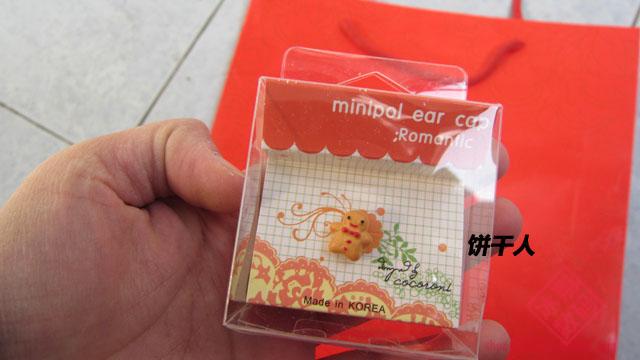 minipol ear cap
;Romantic
饼干人
cocoroni
Made in KOREA